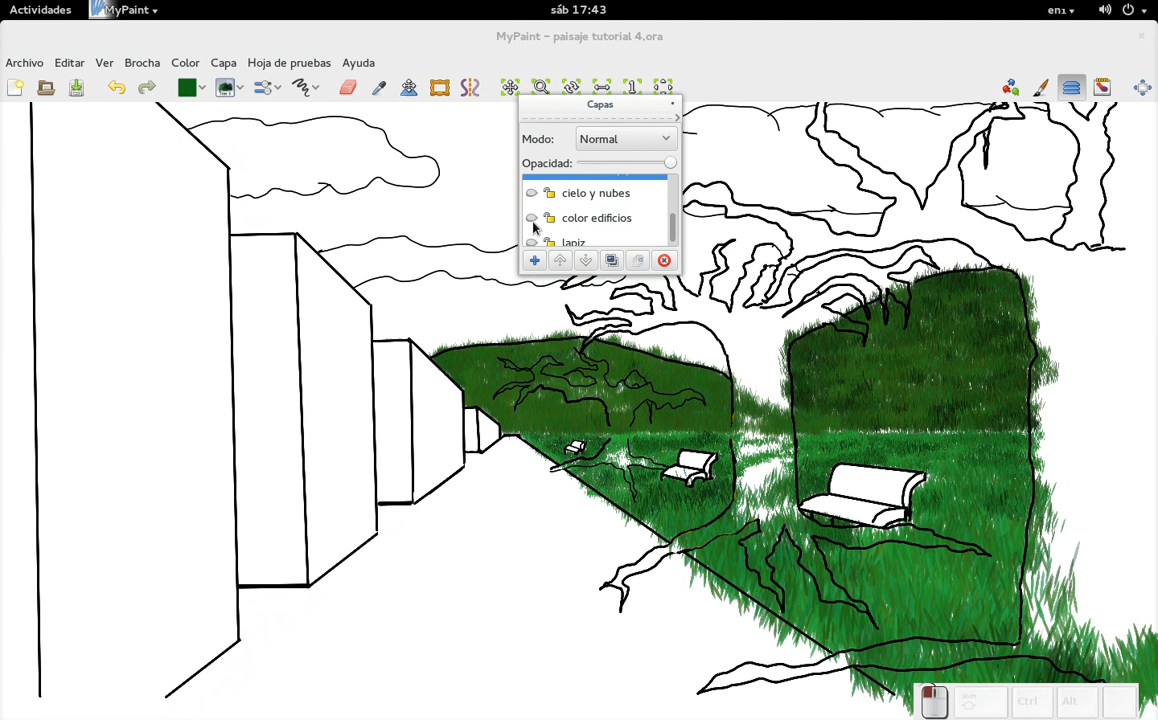 Actividades MyPaint sáb 17:43 en₁
MyPaint – paisaje tutorial 4.ora
Archivo Editar Ver Brocha Color Capa Hoja de pruebas Ayuda
Capas
Modo: Normal
Opacidad:
cielo y nubes
color edificios
lapiz
Shift
Ctrl Alt